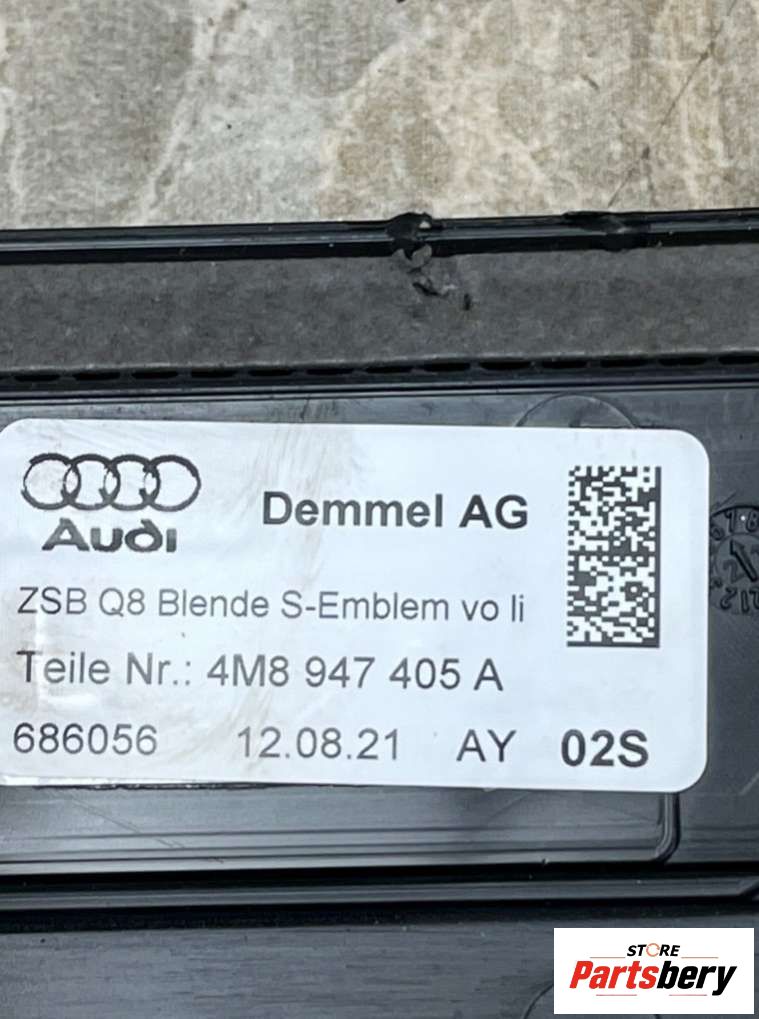 Audi
Demmel AG
ZSB Q8 Blende S-Emblem vo li
Teile Nr.: 4M8 947 405 A
686056 12.08.21 AY 02S
STORE
Partsbery